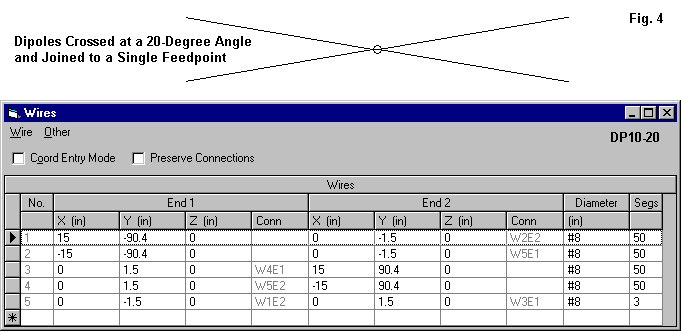 Fig. 4
Dipoles Crossed at a 20-Degree Angle
and Joined to a Single Feedpoint
Wires
Wire Other
DP10-20
Coord Entry Mode Preserve Connections
Wires
No. End 1 End 2 Diameter Segs
X (in) Y (in) Z (in) Conn X (in) Y (in) Z (in) Conn (in)
1 15 -90.4 0 0 -1.5 0 W2E2 #8 50
2 -15 -90.4 0 0 -1.5 0 W5E1 #8 50
3 0 1.5 0 W4E1 15 90.4 0 #8 50
4 0 1.5 0 W5E2 -15 90.4 0 #8 50
5 0 -1.5 0 W1E2 0 1.5 0 W3E1 #8 3